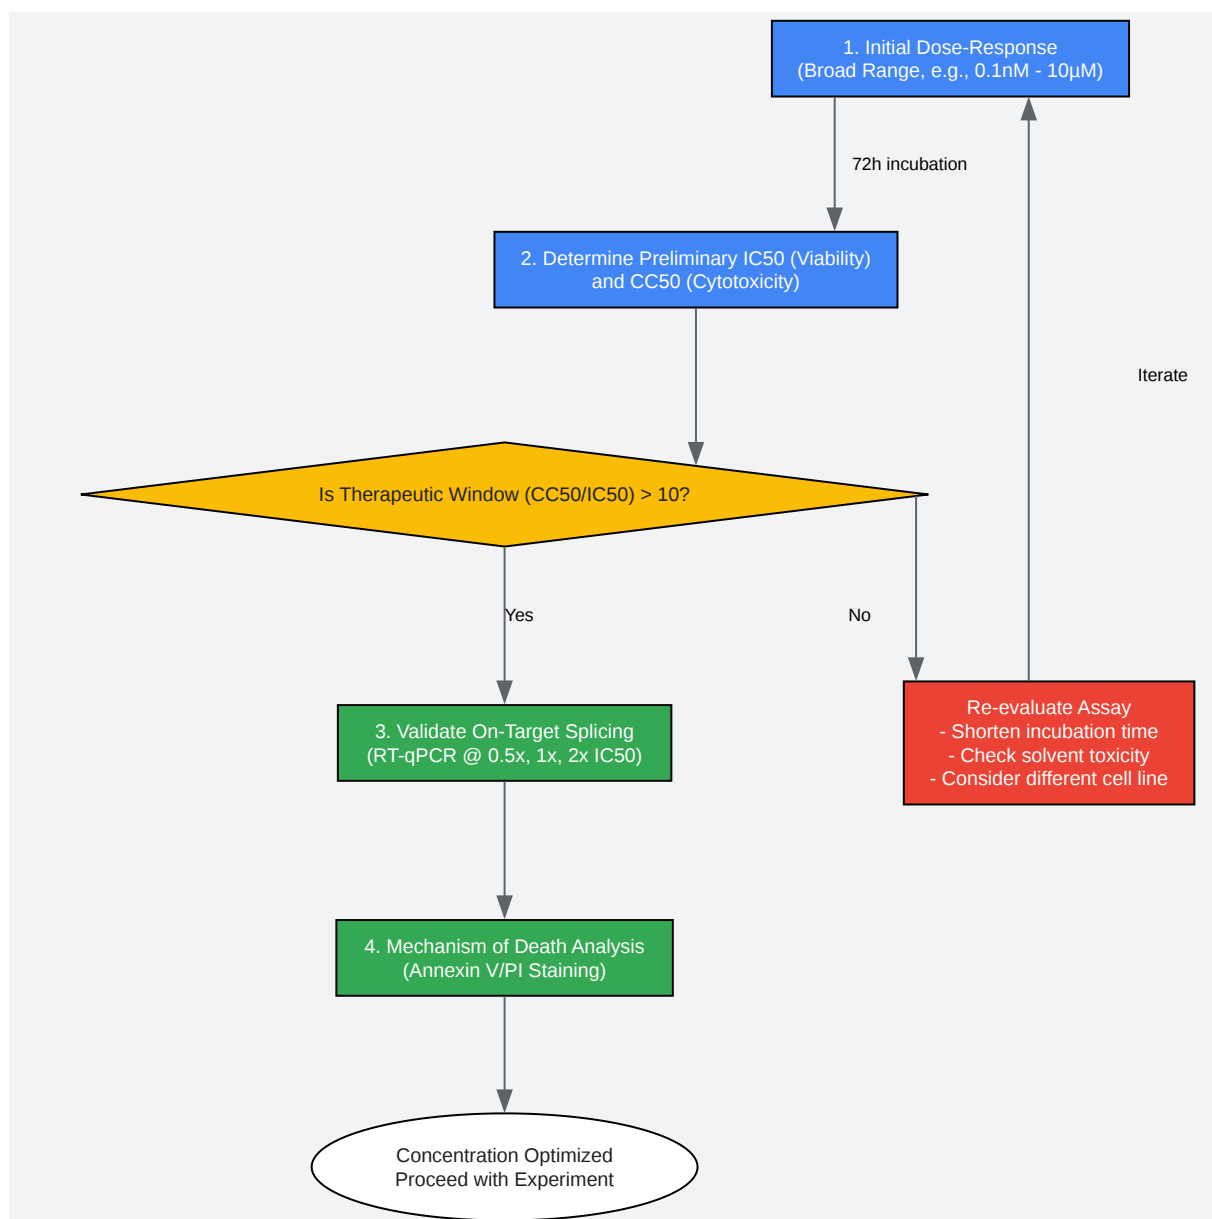 1. Initial Dose-Response
(Broad Range, e.g., 0.1nM - 10µM)
72h incubation
2. Determine Preliminary IC50 (Viability)
and CC50 (Cytotoxicity)
Iterate
Is Therapeutic Window (CC50/IC50) > 10?
Yes
No
3. Validate On-Target Splicing
(RT-qPCR @ 0.5x, 1x, 2x IC50)
Re-evaluate Assay
- Shorten incubation time
- Check solvent toxicity
- Consider different cell line
4. Mechanism of Death Analysis
(Annexin V/PI Staining)
Concentration Optimized
Proceed with Experiment